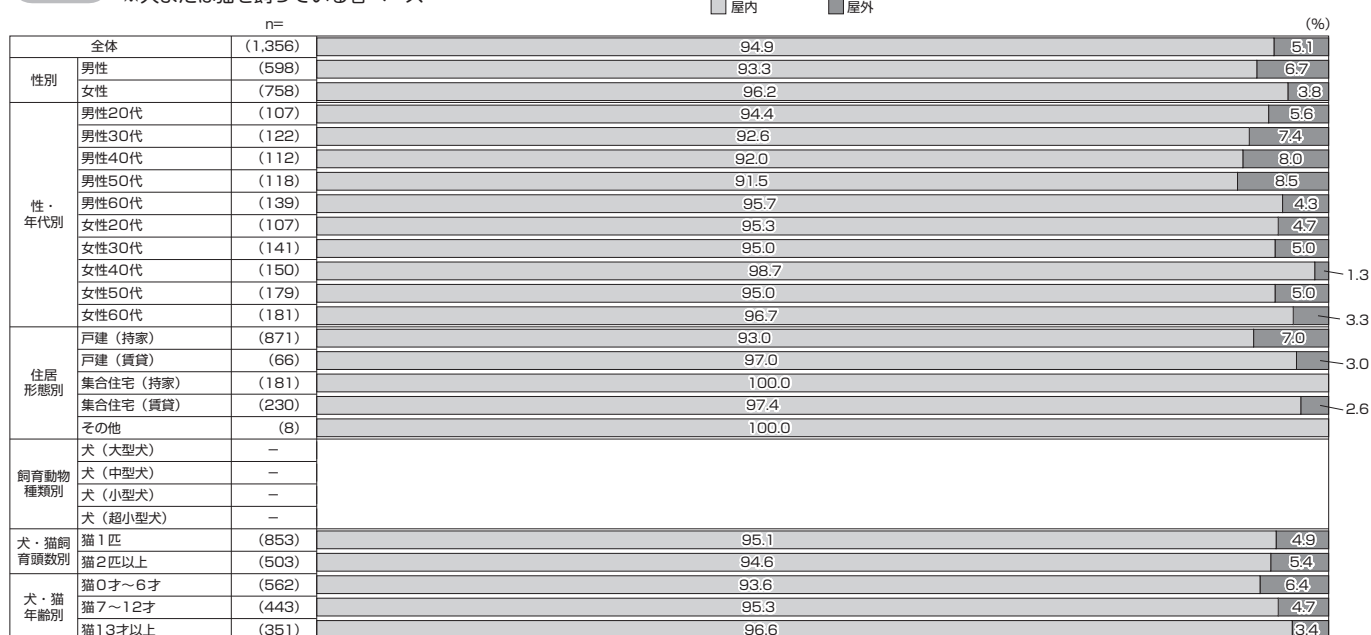 屋内 屋外
n= (%)
全体 (1,356) 94.9 5.1
性別
男性 (598) 93.3 6.7
女性 (758) 96.2 3.8
性・
年代別
男性20代 (107) 94.4 5.6
男性30代 (122) 92.6 7.4
男性40代 (112) 92.0 8.0
男性50代 (118) 91.5 8.5
男性60代 (139) 95.7 4.3
女性20代 (107) 95.3 4.7
女性30代 (141) 95.0 5.0
女性40代 (150) 98.7 1.3
女性50代 (179) 95.0 5.0
女性60代 (181) 96.7 3.3
住居
形態別
戸建（持家） (871) 93.0 7.0
戸建（賃貸） (66) 97.0 3.0
集合住宅（持家） (181) 100.0
集合住宅（賃貸） (230) 97.4 2.6
その他 (8) 100.0
飼育動物
種類別
犬（大型犬） －
犬（中型犬） －
犬（小型犬） －
犬（超小型犬） －
犬・猫飼
育頭数別
猫1匹 (853) 95.1 4.9
猫2匹以上 (503) 94.6 5.4
犬・猫
年齢別
猫0才～6才 (562) 93.6 6.4
猫7～12才 (443) 95.3 4.7
猫13才以上 (351) 96.6 3.4